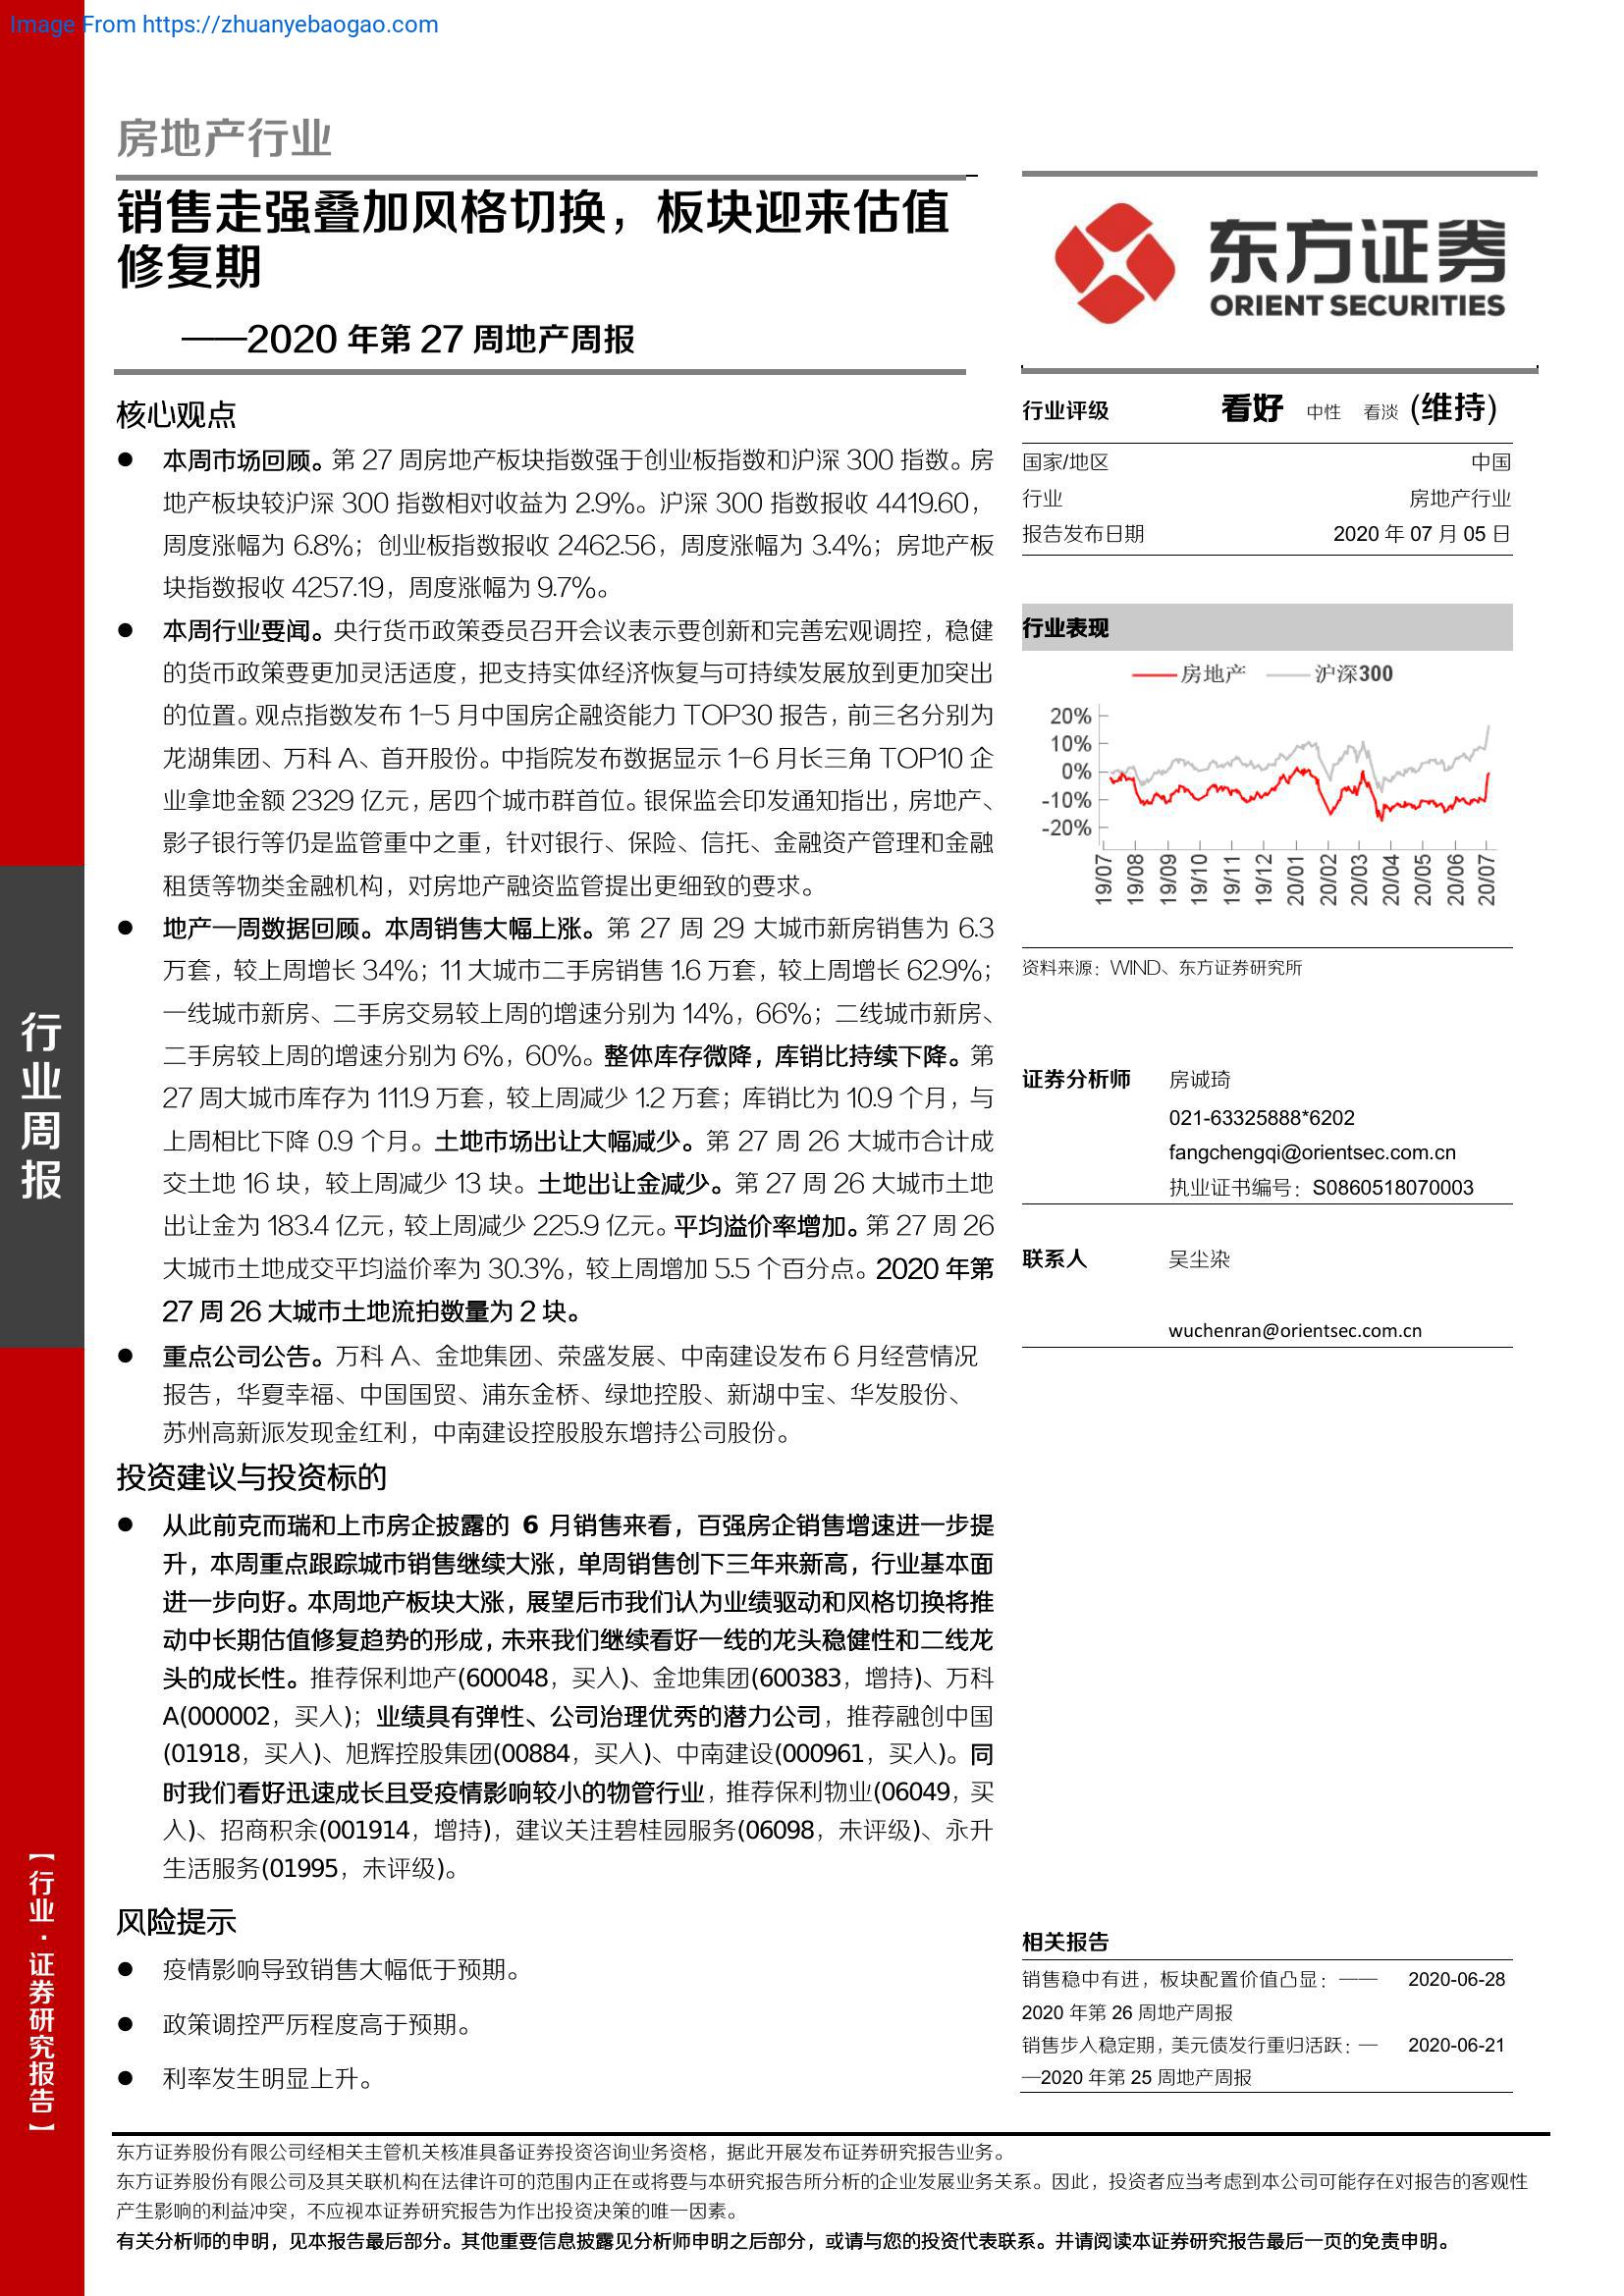 Image From https://zhuanyebaogao.com
房地产行业
销售走强叠加风格切换，板块迎来估值
修复期
——2020 年第 27 周地产周报
东方证券
ORIENT SECURITIES
核心观点
● 本周市场回顾。第 27 周房地产板块指数强于创业板指数和沪深 300 指数。房
地产板块较沪深 300 指数相对收益为 2.9%。沪深 300 指数报收 4419.60，
周度涨幅为 6.8%；创业板指数报收 2462.56，周度涨幅为 3.4%；房地产板
块指数报收 4257.19，周度涨幅为 9.7%。
● 本周行业要闻。央行货币政策委员召开会议表示要创新和完善宏观调控，稳健
的货币政策要更加灵活适度，把支持实体经济恢复与可持续发展放到更加突出
的位置。观点指数发布 1-5 月中国房企融资能力 TOP30 报告，前三名分别为
龙湖集团、万科 A、首开股份。中指院发布数据显示 1-6 月长三角 TOP10 企
业拿地金额 2329 亿元，居四个城市群首位。银保监会印发通知指出，房地产、
影子银行等仍是监管重中之重，针对银行、保险、信托、金融资产管理和金融
租赁等物类金融机构，对房地产融资监管提出更细致的要求。
● 地产一周数据回顾。本周销售大幅上涨。第 27 周 29 大城市新房销售为 6.3
万套，较上周增长 34%；11 大城市二手房销售 1.6 万套，较上周增长 62.9%；
一线城市新房、二手房交易较上周的增速分别为 14%，66%；二线城市新房、
二手房较上周的增速分别为 6%，60%。整体库存微降，库销比持续下降。第
27 周大城市库存为 111.9 万套，较上周减少 1.2 万套；库销比为 10.9 个月，与
上周相比下降 0.9 个月。土地市场出让大幅减少。第 27 周 26 大城市合计成
交土地 16 块，较上周减少 13 块。土地出让金减少。第 27 周 26 大城市土地
出让金为 183.4 亿元，较上周减少 225.9 亿元。平均溢价率增加。第 27 周 26
大城市土地成交平均溢价率为 30.3%，较上周增加 5.5 个百分点。2020 年第
27 周 26 大城市土地流拍数量为 2 块。
● 重点公司公告。万科 A、金地集团、荣盛发展、中南建设发布 6 月经营情况
报告，华夏幸福、中国国贸、浦东金桥、绿地控股、新湖中宝、华发股份、
苏州高新派发现金红利，中南建设控股股东增持公司股份。
投资建议与投资标的
● 从此前克而瑞和上市房企披露的 6 月销售来看，百强房企销售增速进一步提
升，本周重点跟踪城市销售继续大涨，单周销售创下三年来新高，行业基本面
进一步向好。本周地产板块大涨，展望后市我们认为业绩驱动和风格切换将推
动中长期估值修复趋势的形成，未来我们继续看好一线的龙头稳健性和二线龙
头的成长性。推荐保利地产(600048，买入)、金地集团(600383，增持)、万科
A(000002，买入)；业绩具有弹性、公司治理优秀的潜力公司，推荐融创中国
(01918，买入)、旭辉控股集团(00884，买入)、中南建设(000961，买入)。同
时我们看好迅速成长且受疫情影响较小的物管行业，推荐保利物业(06049，买
入)、招商积余(001914，增持)，建议关注碧桂园服务(06098，未评级)、永升
生活服务(01995，未评级)。
风险提示
● 疫情影响导致销售大幅低于预期。
● 政策调控严厉程度高于预期。
● 利率发生明显上升。
行业评级 看好 中性 看淡 (维持)
国家/地区 中国
行业 房地产行业
报告发布日期 2020 年 07 月 05 日
行业表现
房地产 沪深300
20%
10%
0%
-10%
-20%
19/07 19/08 19/09 19/10 19/11 19/12 20/01 20/02 20/03 20/04 20/05 20/06 20/07
资料来源：WIND、东方证券研究所
证券分析师 房诚琦
021-63325888*6202
fangchengqi@orientsec.com.cn
执业证书编号：S0860518070003
联系人 吴尘染
wuchenran@orientsec.com.cn
相关报告
销售稳中有进，板块配置价值凸显：—— 2020-06-28
2020 年第 26 周地产周报
销售步入稳定期，美元债发行重归活跃：— 2020-06-21
—2020 年第 25 周地产周报
行业周报
【行业·证券研究报告】
东方证券股份有限公司经相关主管机关核准具备证券投资咨询业务资格，据此开展发布证券研究报告业务。
东方证券股份有限公司及其关联机构在法律许可的范围内正在或将要与本研究报告所分析的企业发展业务关系。因此，投资者应当考虑到本公司可能存在对报告的客观性
产生影响的利益冲突，不应视本证券研究报告为作出投资决策的唯一因素。
有关分析师的申明，见本报告最后部分。其他重要信息披露见分析师申明之后部分，或请与您的投资代表联系。并请阅读本证券研究报告最后一页的免责申明。